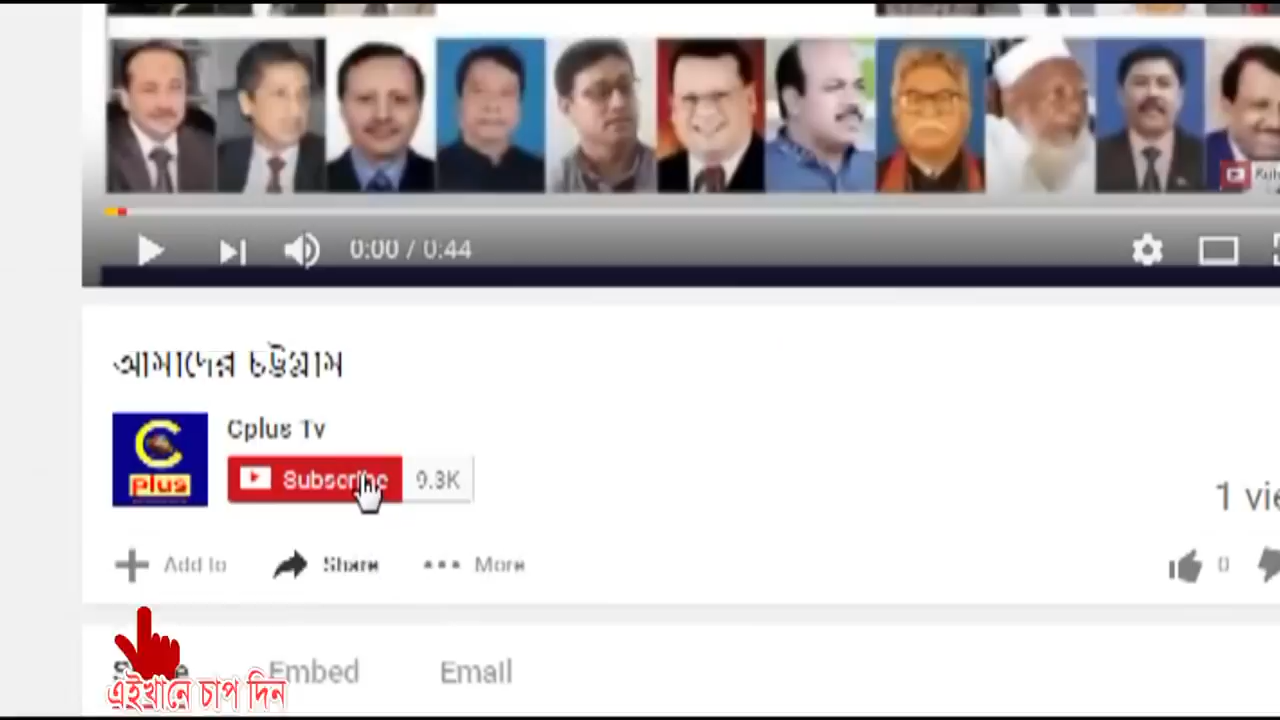 0:00 / 0:44
আমাদের চট্টগ্রাম
C
plus
Cplus Tv
Subscribe 9.3K
1
Add to Share More 0
Embed Email
এইখানে চাপ দিন